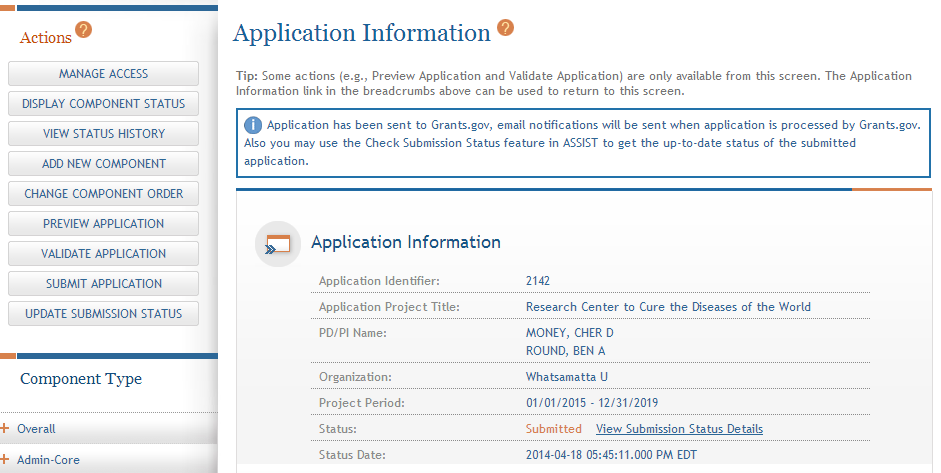 Actions ?
MANAGE ACCESS
DISPLAY COMPONENT STATUS
VIEW STATUS HISTORY
ADD NEW COMPONENT
CHANGE COMPONENT ORDER
PREVIEW APPLICATION
VALIDATE APPLICATION
SUBMIT APPLICATION
UPDATE SUBMISSION STATUS
Component Type
+ Overall
+ Admin-Core
Application Information ?
Tip: Some actions (e.g., Preview Application and Validate Application) are only available from this screen. The Application
Information link in the breadcrumbs above can be used to return to this screen.
i Application has been sent to Grants.gov, email notifications will be sent when application is processed by Grants.gov.
Also you may use the Check Submission Status feature in ASSIST to get the up-to-date status of the submitted
application.
Application Information
Application Identifier: 2142
Application Project Title: Research Center to Cure the Diseases of the World
PD/PI Name: MONEY, CHER D
ROUND, BEN A
Organization: Whatsamatta U
Project Period: 01/01/2015 - 12/31/2019
Status: Submitted View Submission Status Details
Status Date: 2014-04-18 05:45:11.000 PM EDT